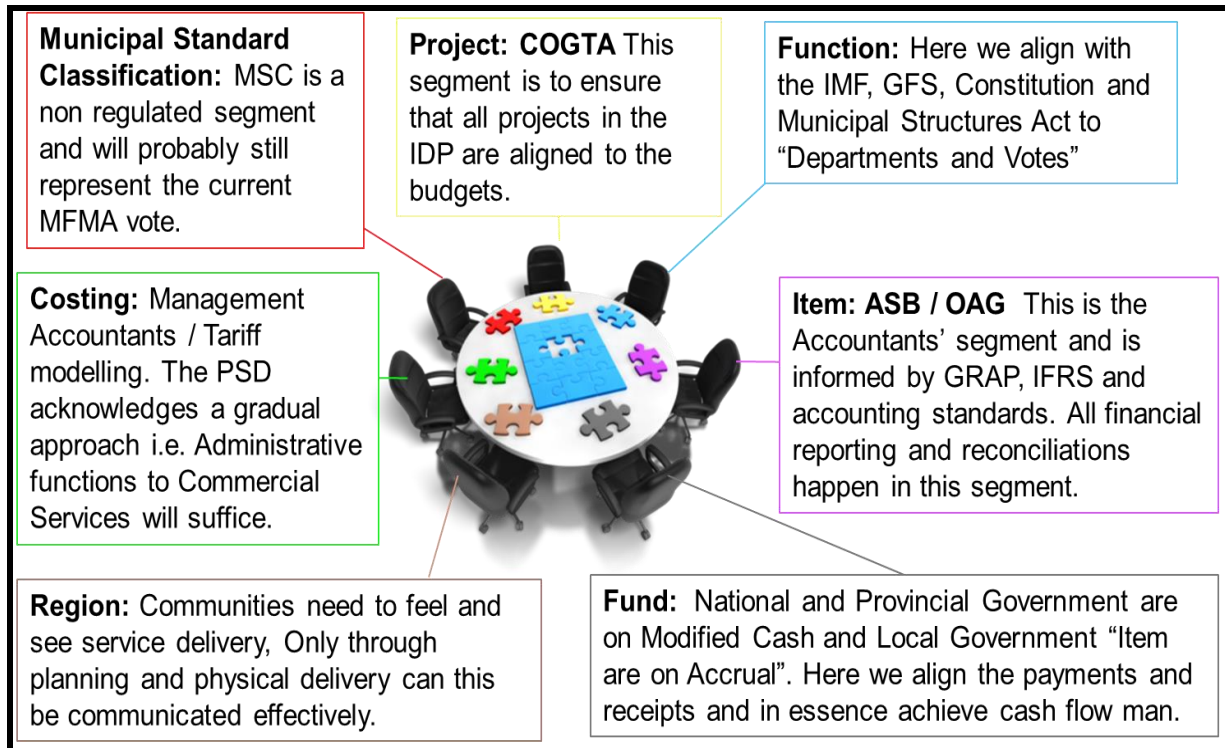 Municipal Standard
Classification: MSC is a
non regulated segment
and will probably still
represent the current
MFMA vote.
Project: COGTA This
segment is to ensure
that all projects in the
IDP are aligned to the
budgets.
Function: Here we align with
the IMF, GFS, Constitution and
Municipal Structures Act to
“Departments and Votes”
Costing: Management
Accountants / Tariff
modelling. The PSD
acknowledges a gradual
approach i.e. Administrative
functions to Commercial
Services will suffice.
Item: ASB / OAG This is the
Accountants’ segment and is
informed by GRAP, IFRS and
accounting standards. All financial
reporting and reconciliations
happen in this segment.
Region: Communities need to feel and
see service delivery, Only through
planning and physical delivery can this
be communicated effectively.
Fund: National and Provincial Government are
on Modified Cash and Local Government “Item
are on Accrual”. Here we align the payments and
receipts and in essence achieve cash flow man.